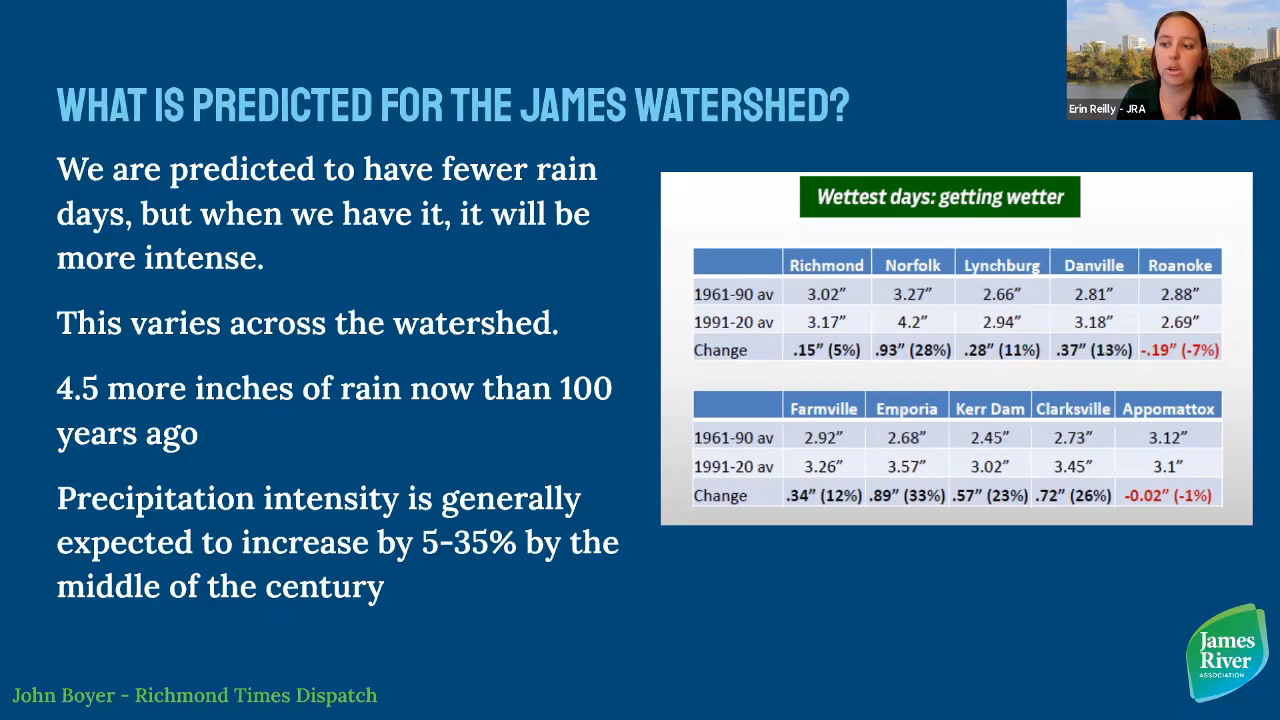 Erin Reilly - JRA
WHAT IS PREDICTED FOR THE JAMES WATERSHED?
We are predicted to have fewer rain
days, but when we have it, it will be
more intense.
This varies across the watershed.
4.5 more inches of rain now than 100
years ago
Precipitation intensity is generally
expected to increase by 5-35% by the
middle of the century
Wettest days: getting wetter
Richmond Norfolk Lynchburg Danville Roanoke
1961-90 av 3.02” 3.27” 2.66” 2.81” 2.88”
1991-20 av 3.17” 4.2” 2.94” 3.18” 2.69”
Change .15” (5%) .93” (28%) .28” (11%) .37” (13%) -.19” (-7%)
Farmville Emporia Kerr Dam Clarksville Appomattox
1961-90 av 2.92” 2.68” 2.45” 2.73” 3.12”
1991-20 av 3.26” 3.57” 3.02” 3.45” 3.1”
Change .34” (12%) .89” (33%) .57” (23%) .72” (26%) -0.02” (-1%)
James
River
ASSOCIATION
John Boyer - Richmond Times Dispatch